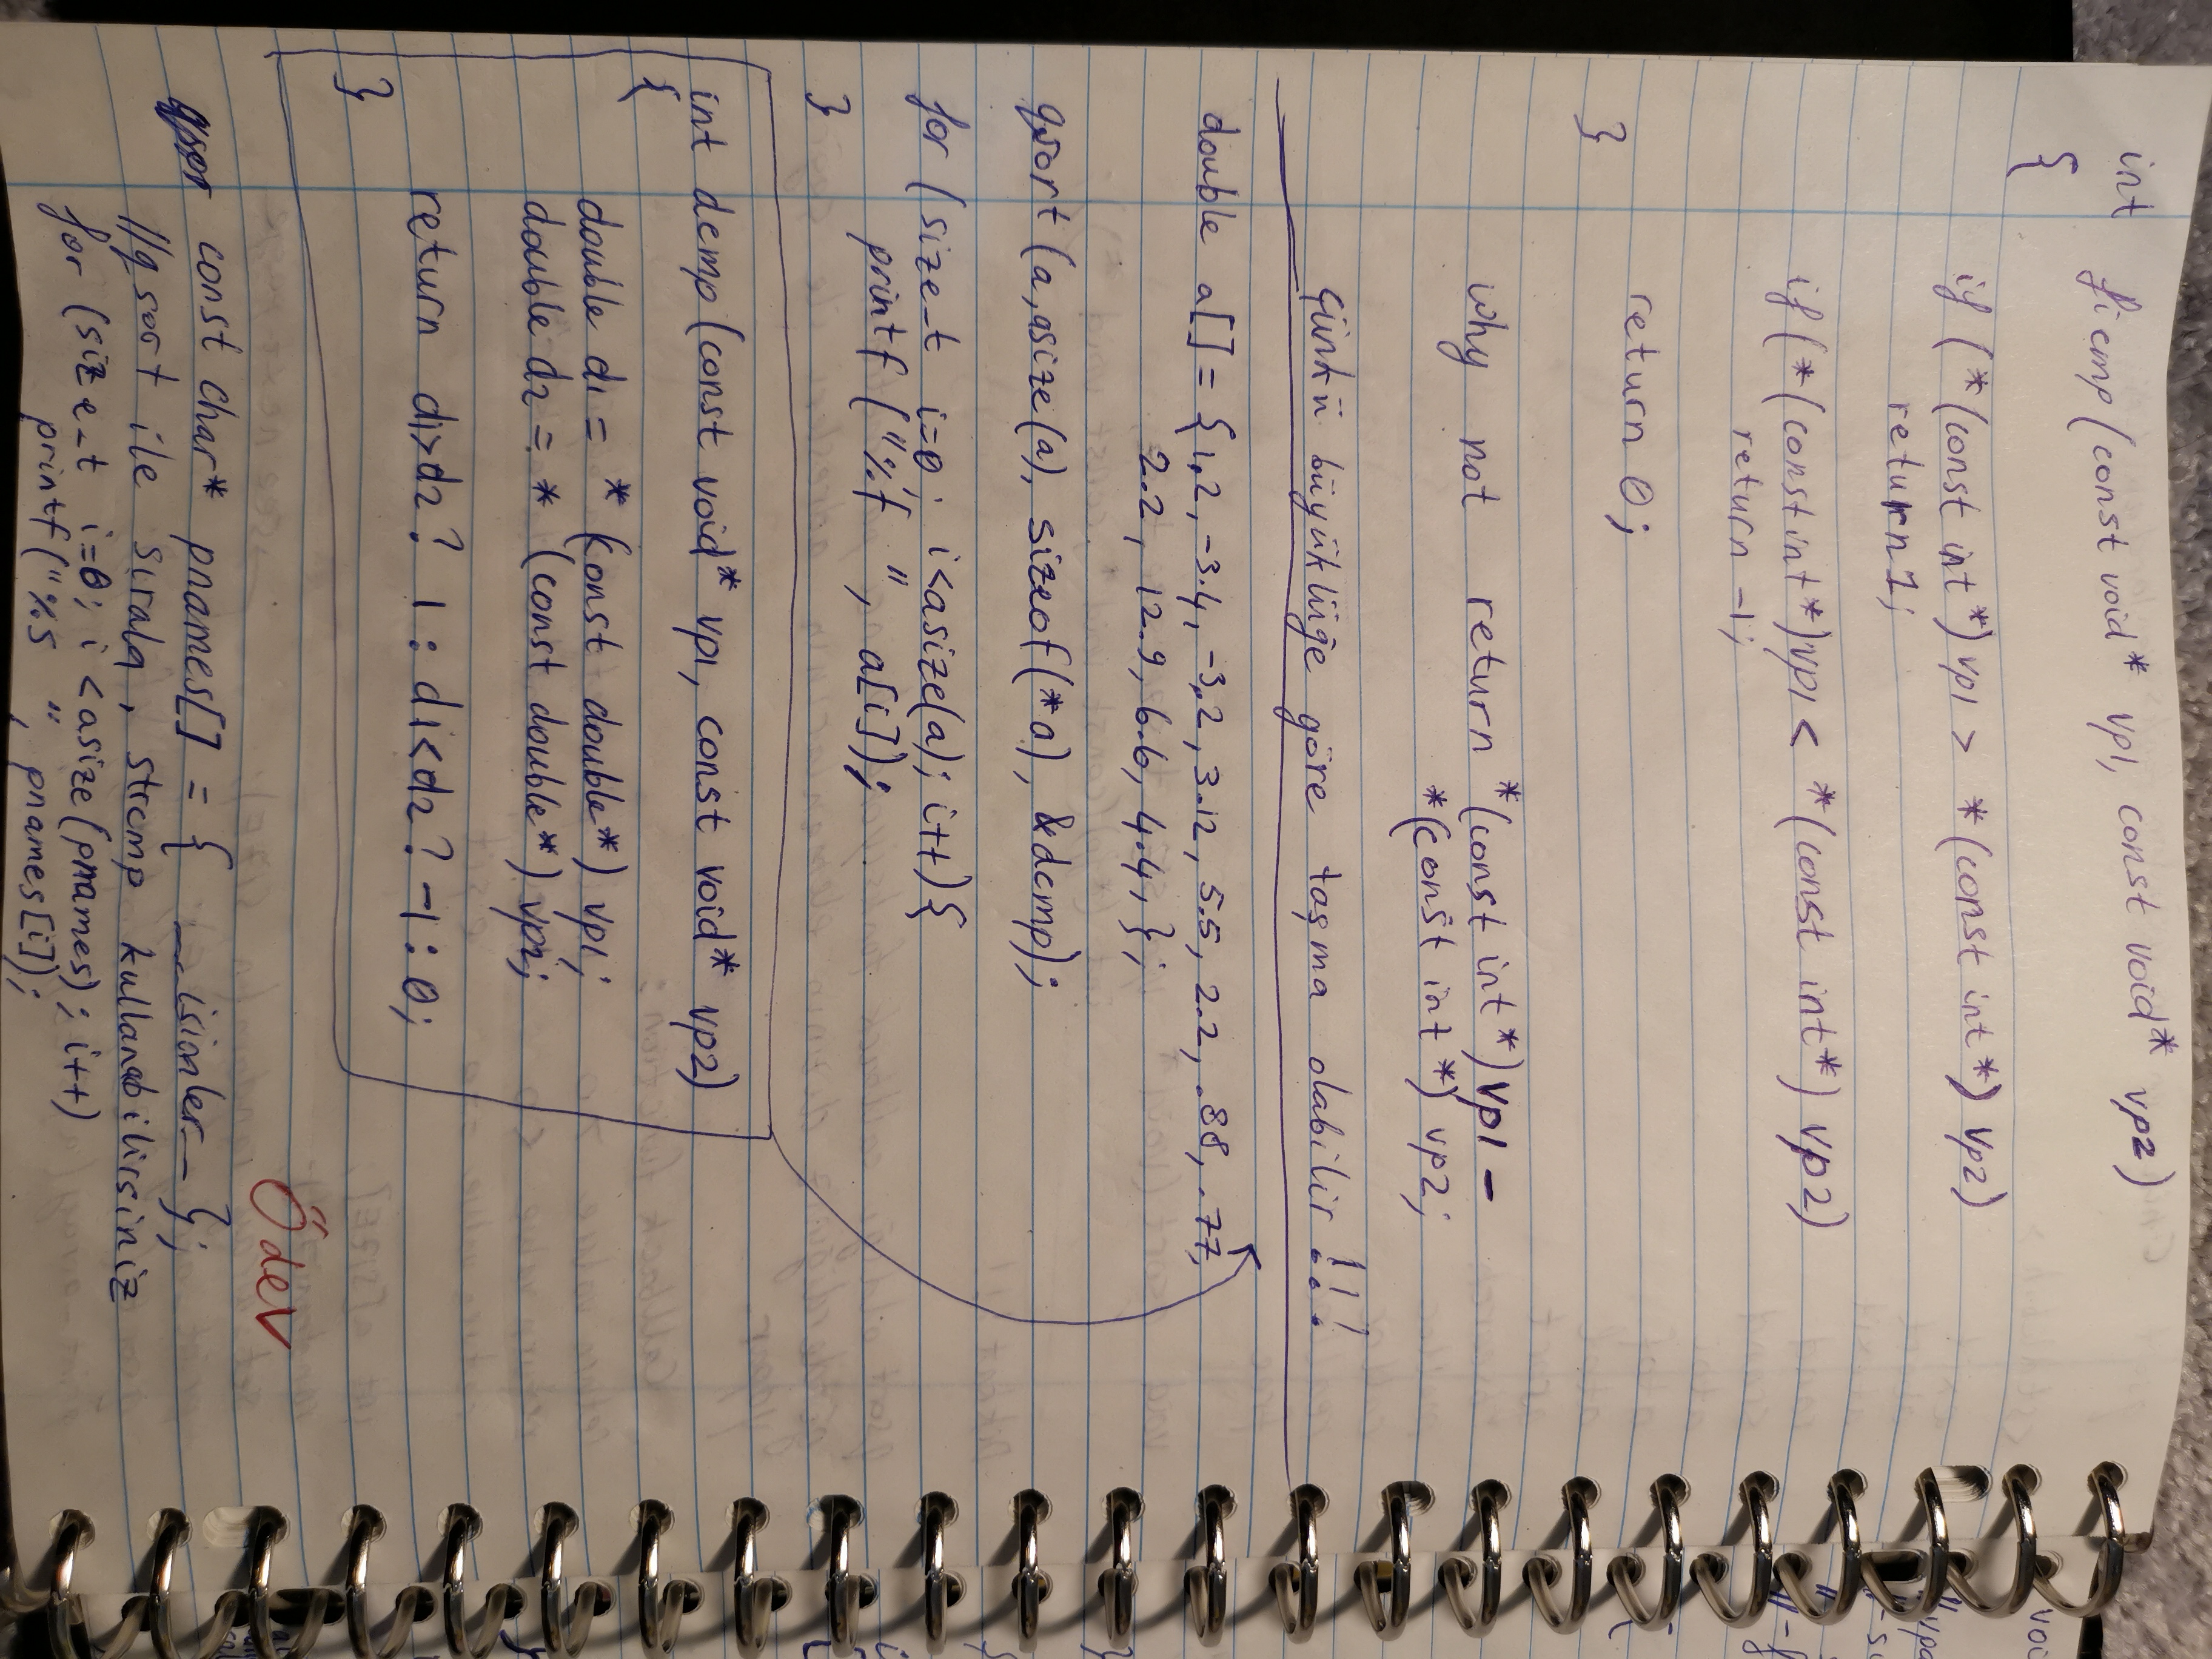 int ficmp(const void* vp1, const void* vp2)
{
if (*(const int*) vp1 > *(const int*) vp2)
return 1;
if(*(const int*)vp1 < *(const int*) vp2)
return -1;
return 0;
}
why not return *(const int*)vp1 -
*(const int*) vp2;
Çünkü büyüklüğe göre taşma olabilir !!!
double a[] = {1.2, -3.4, -3.2, 3.12, 5.5, 2.2, .88, .77,
2.2, 12.9, 6.6, 4.4, };
qsort (a, asize(a), sizeof(*a), &dcmp);
for (size_t i=0; i<asize(a); i++){
printf ("%f ", a[i]);
}
int dcmp (const void* vp1, const void* vp2)
{
double d1 = * (const double*) vp1;
double d2 = * (const double*) vp2;
return d1>d2? 1 : d1<d2? -1 : 0;
}
Ödev
const char* pnames[] = { __isimler__ };
//qsort ile sırala, strcmp kullanabilirsiniz
for (size_t i=0; i <asize(pnames); i++)
printf("%s ", pnames[i]);